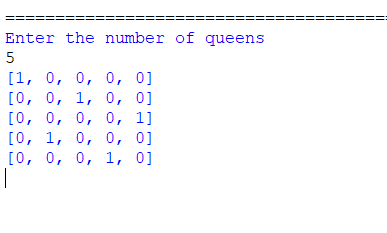 Enter the number of queens
5
[1, 0, 0, 0, 0]
[0, 0, 1, 0, 0]
[0, 0, 0, 0, 1]
[0, 1, 0, 0, 0]
[0, 0, 0, 1, 0]